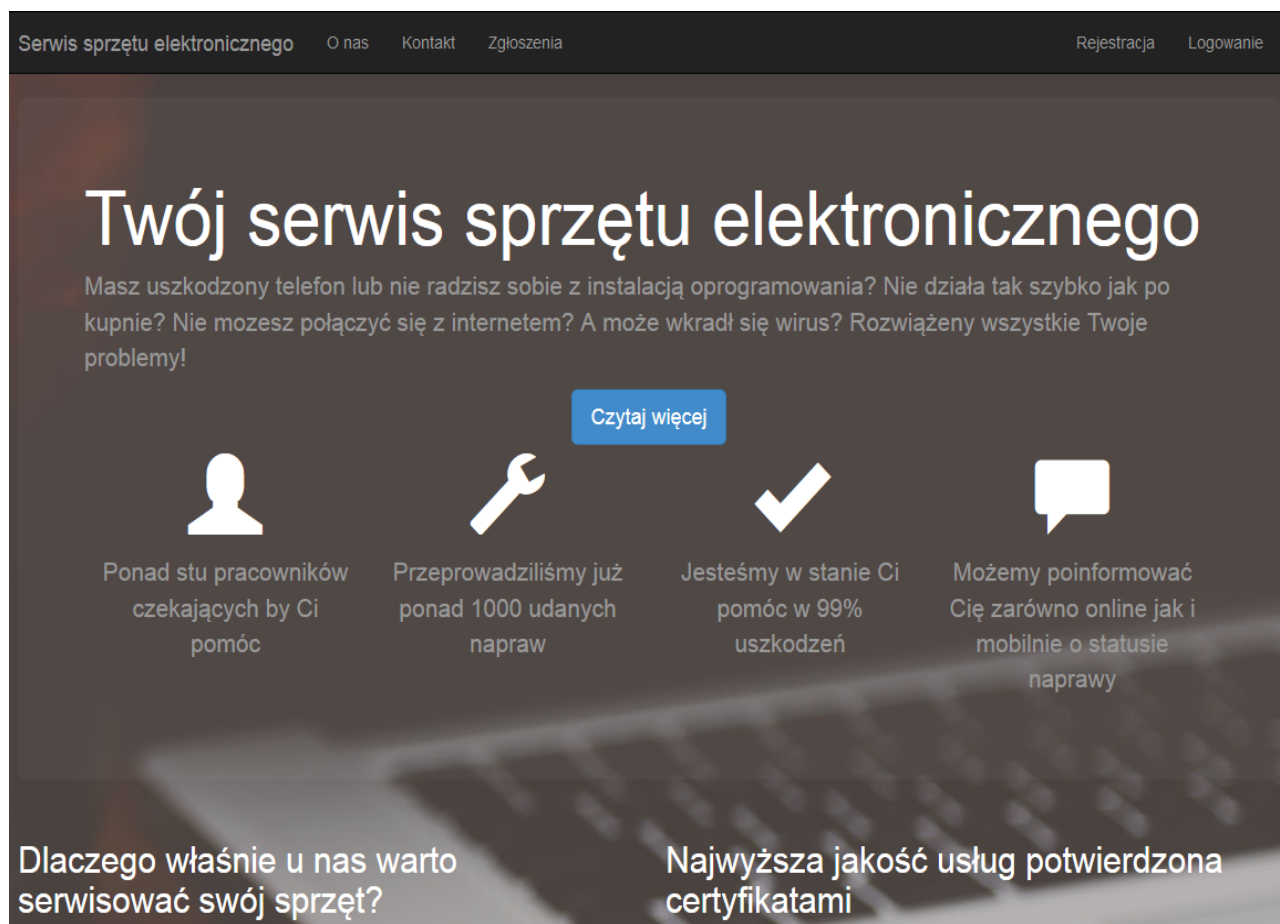 Serwis sprzętu elektronicznego O nas Kontakt Zgłoszenia Rejestracja Logowanie
Twój serwis sprzętu elektronicznego
Masz uszkodzony telefon lub nie radzisz sobie z instalacją oprogramowania? Nie działa tak szybko jak po
kupnie? Nie mozesz połączyć się z internetem? A może wkradł się wirus? Rozwiążeny wszystkie Twoje
problemy!
Czytaj więcej
Ponad stu pracowników
czekających by Ci
pomóc
Przeprowadziliśmy już
ponad 1000 udanych
napraw
Jesteśmy w stanie Ci
pomóc w 99%
uszkodzeń
Możemy poinformować
Cię zarówno online jak i
mobilnie o statusie
naprawy
Dlaczego właśnie u nas warto
serwisować swój sprzęt?
Najwyższa jakość usług potwierdzona
certyfikatami